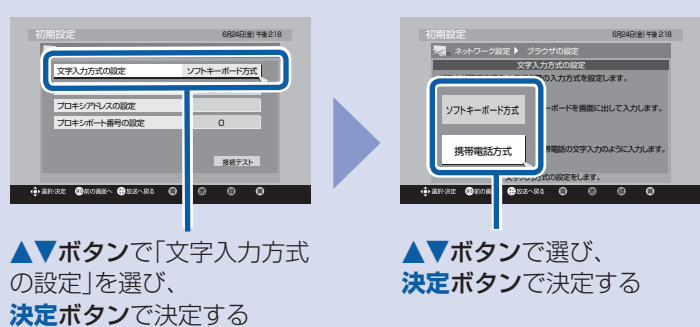 初期設定
6月24日(金) 午後 2:18
文字入力方式の設定
ソフトキーボード方式
プロキシアドレスの設定
プロキシポート番号の設定
0
接続テスト
選択・決定
前の画面へ
放送へ戻る
青
赤
緑
黄
▲▼ボタンで「文字入力方式
の設定」を選び、
決定ボタンで決定する
初期設定
6月24日(金) 午後 2:18
ネットワーク設定 ▶ ブラウザの設定
文字入力方式の設定
の入力方式を設定します。
ソフトキーボード方式
ーボードを画面に出して入力します。
携帯電話方式
帯電話の文字入力のように入力します。
文字入力方式の設定をします。
選択・決定
前の画
放送へ戻る
青
赤
緑
黄
▲▼ボタンで選び、
決定ボタンで決定する